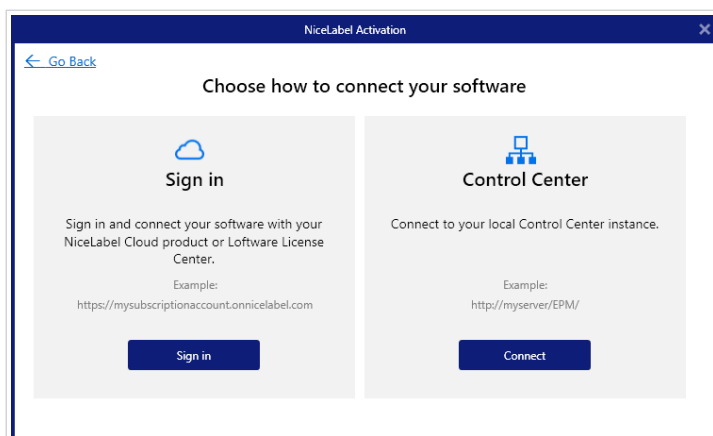 NiceLabel Activation
Go Back
Choose how to connect your software
Sign in
Sign in and connect your software with your
NiceLabel Cloud product or Loftware License
Center.
Example:
https://mysubscriptionaccount.onnicelabel.com
Sign in
Control Center
Connect to your local Control Center instance.
Example:
http://myserver/EPM/
Connect